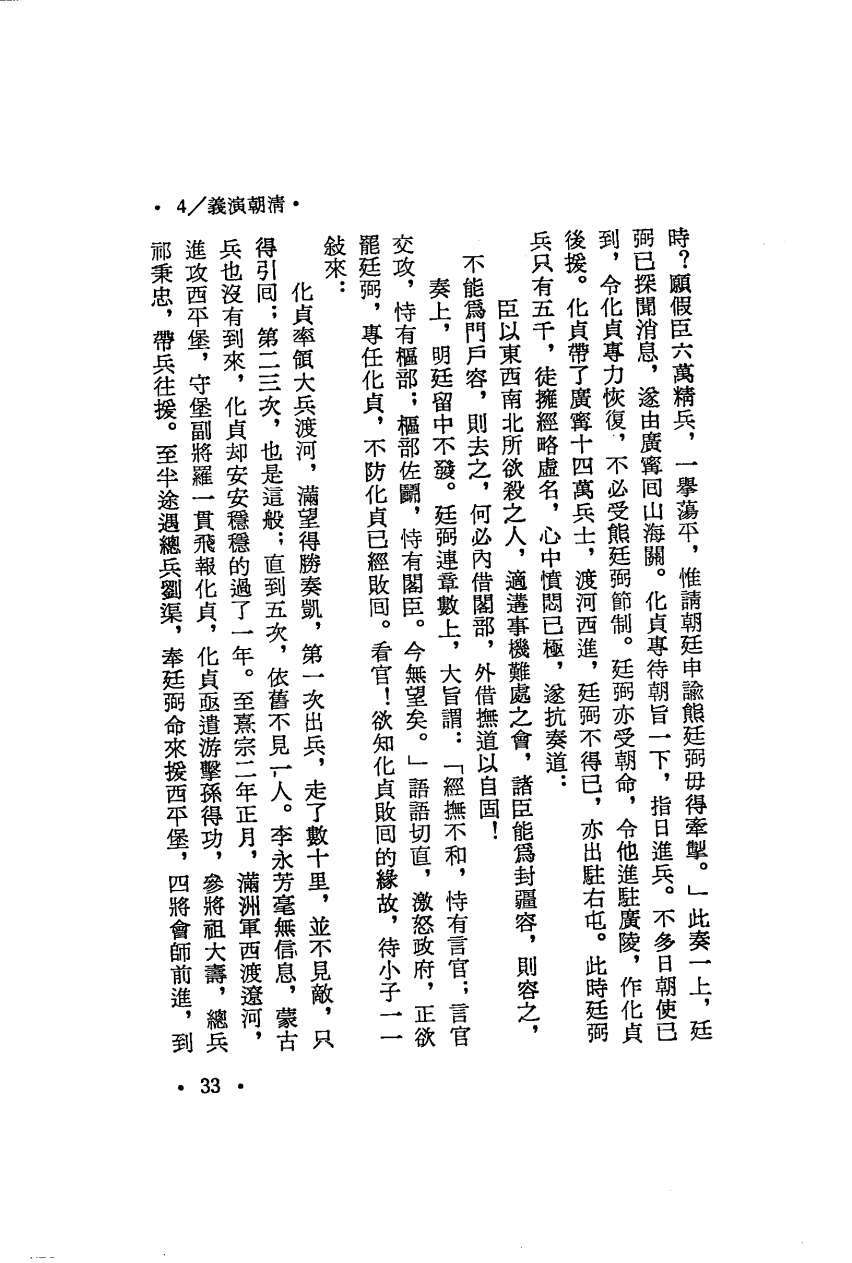 •清朝演義/4•
時？願假臣六萬精兵，一擧蕩平，惟請朝廷申諭熊廷弼毋得牽掣。」此奏一上，廷
弼已探聞消息，遂由廣寗回山海關。化貞專待朝旨一下，指日進兵。不多日朝使已
到，令化貞專力恢復，不必受熊廷弼節制。廷弼亦受朝命，令他進駐廣陵，作化貞
後援。化貞帶了廣寗十四萬兵士，渡河西進，廷弼不得已，亦出駐右屯。此時廷弼
兵只有五千，徒擁經略虛名，心中憤悶已極，遂抗奏道：
臣以東西南北所欲殺之人，適遘事機難處之會，諸臣能爲封疆容，則容之，
不能爲門戶容，則去之，何必內借閣部，外借撫道以自固！
奏上，明廷留中不發。廷弼連章數上，大旨謂：「經撫不和，恃有言官；言官
交攻，恃有樞部；樞部佐鬭，恃有閣臣。今無望矣。」語語切直，激怒政府，正欲
罷廷弼，專任化貞，不防化貞已經敗回。看官！欲知化貞敗回的緣故，待小子一一
敍來：
化貞率領大兵渡河，滿望得勝奏凱，第一次出兵，走了數十里，並不見敵，只
得引回；第二三次，也是這般；直到五次，依舊不見一人。李永芳毫無信息，蒙古
兵也沒有到來，化貞却安安穩穩的過了一年。至熹宗二年正月，滿洲軍西渡遼河，
進攻西平堡，守堡副將羅一貫飛報化貞，化貞亟遣游擊孫得功，參將祖大壽，總兵
祁秉忠，帶兵往援。至半途遇總兵劉渠，奉廷弼命來援西平堡，四將會師前進，到
• 33 •